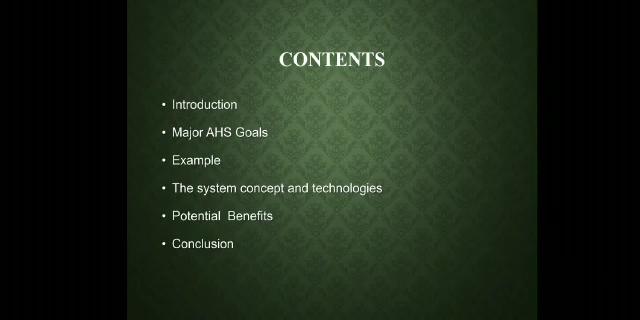 CONTENTS
• Introduction
• Major AHS Goals
• Example
• The system concept and technologies
• Potential  Benefits
• Conclusion